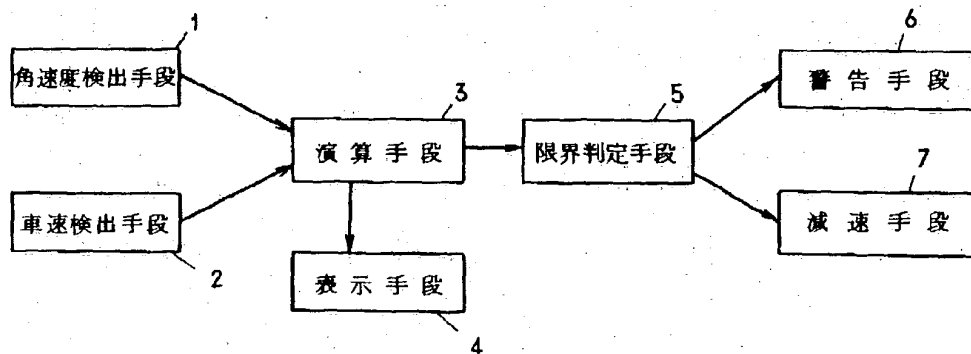 1
角速度検出手段
車速検出手段
2
3
演算手段
表示手段
4
5
限界判定手段
6
警告手段
7
減速手段